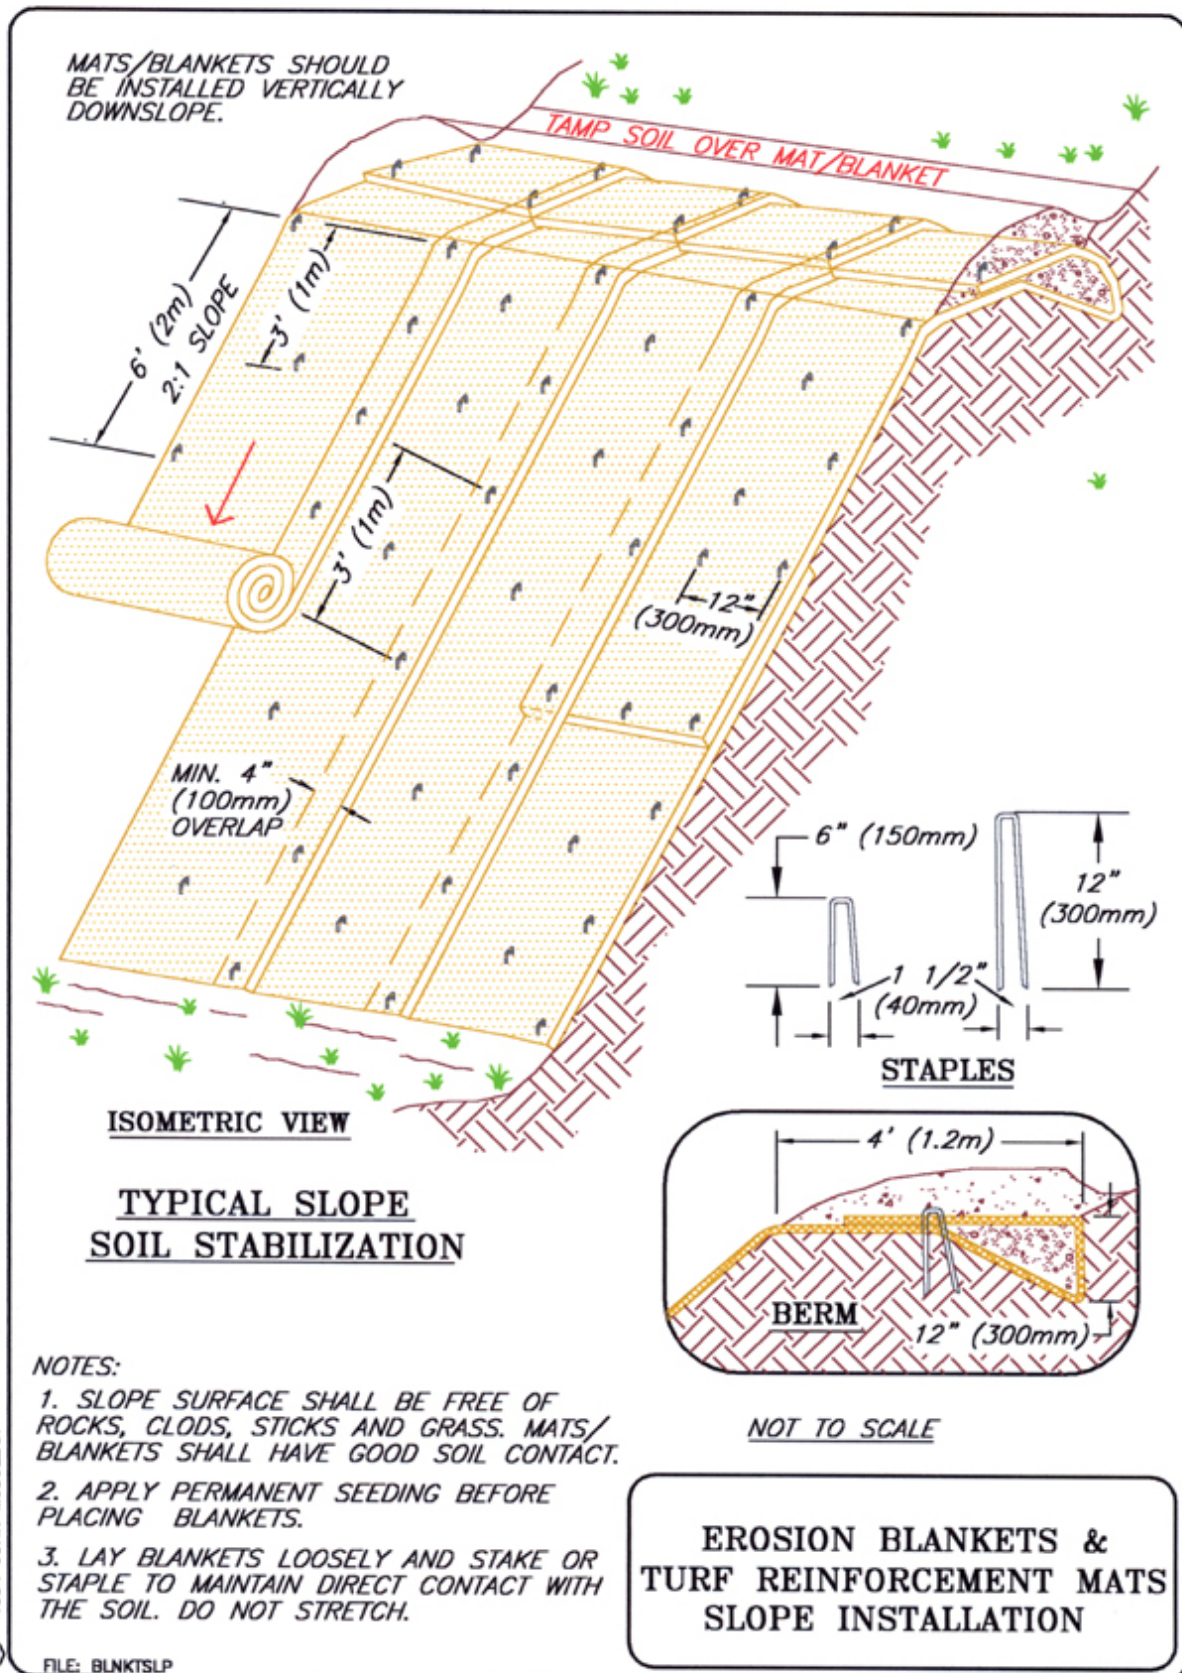 MATS/BLANKETS SHOULD
BE INSTALLED VERTICALLY
DOWNSLOPE.
TAMP SOIL OVER MAT/BLANKET
6' (2m)
2:1 SLOPE
3' (1m)
3' (1m)
12"
(300mm)
MIN. 4"
(100mm)
OVERLAP
6" (150mm)
12"
(300mm)
1 1/2"
(40mm)
STAPLES
ISOMETRIC VIEW
TYPICAL SLOPE
SOIL STABILIZATION
4' (1.2m)
BERM
12" (300mm)
NOT TO SCALE
NOTES:
1. SLOPE SURFACE SHALL BE FREE OF
ROCKS, CLODS, STICKS AND GRASS. MATS/
BLANKETS SHALL HAVE GOOD SOIL CONTACT.
2. APPLY PERMANENT SEEDING BEFORE
PLACING BLANKETS.
3. LAY BLANKETS LOOSELY AND STAKE OR
STAPLE TO MAINTAIN DIRECT CONTACT WITH
THE SOIL. DO NOT STRETCH.
EROSION BLANKETS &
TURF REINFORCEMENT MATS
SLOPE INSTALLATION
FILE: BLNKTSLP